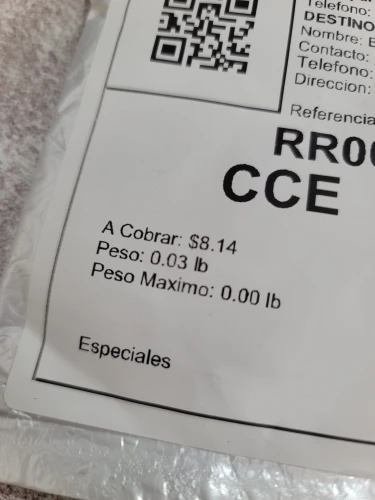 Telefono:
DESTINO
Nombre:
Contacto:
Telefono:
Direccion:
Referencia
RR00
CCE
A Cobrar: $8.14
Peso: 0.03 lb
Peso Maximo: 0.00 lb
Especiales